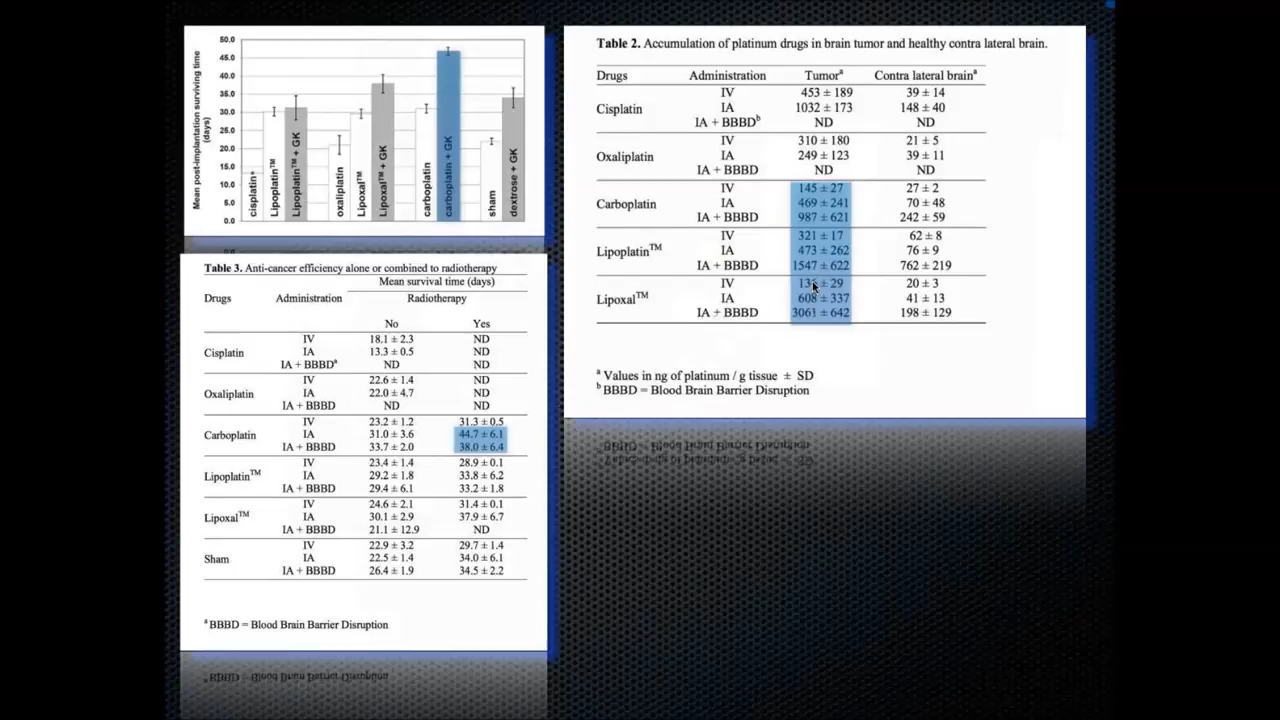 Mean post-implantation surviving time
(days)
50.0
45.0
40.0
35.0
30.0
25.0
20.0
15.0
10.0
5.0
0.0
cisplatin*
Lipoplatin™
Lipoplatin™ + GK
oxaliplatin
Lipoxal™
Lipoxal™ + GK
carboplatin
carboplatin + GK
sham
dextrose + GK
Table 2. Accumulation of platinum drugs in brain tumor and healthy contra lateral brain.
Drugs Administration Tumorᵃ Contra lateral brainᵃ
IV 453 ± 189 39 ± 14
Cisplatin IA 1032 ± 173 148 ± 40
IA + BBBDᵇ ND ND
IV 310 ± 180 21 ± 5
Oxaliplatin IA 249 ± 123 39 ± 11
IA + BBBD ND ND
IV 145 ± 27 27 ± 2
Carboplatin IA 469 ± 241 70 ± 48
IA + BBBD 987 ± 621 242 ± 59
IV 321 ± 17 62 ± 8
Lipoplatin™ IA 473 ± 262 76 ± 9
IA + BBBD 1547 ± 622 762 ± 219
IV ± 29 20 ± 3
Lipoxal™ IA 608 ± 337 41 ± 13
IA + BBBD 3061 ± 642 198 ± 129
ᵃ Values in ng of platinum / g tissue ± SD
ᵇ BBBD = Blood Brain Barrier Disruption
Table 3. Anti-cancer efficiency alone or combined to radiotherapy
Mean survival time (days)
Drugs Administration Radiotherapy
No Yes
IV 18.1 ± 2.3 ND
Cisplatin IA 13.3 ± 0.5 ND
IA + BBBDᵃ ND ND
IV 22.6 ± 1.4 ND
Oxaliplatin IA 22.0 ± 4,7 ND
IA + BBBD ND ND
IV 23.2 ± 1.2 31.3 ± 0.5
Carboplatin IA 31.0 ± 3.6 44.7 ± 6.1
IA + BBBD 33.7 ± 2.0 38.0 ± 6.4
IV 23.4 ± 1.4 28.9 ± 0.1
Lipoplatin™ IA 29.2 ± 1.8 33.8 ± 6.2
IA + BBBD 29.4 ± 6.1 33.2 ± 1.8
IV 24.6 ± 2.1 31.4 ± 0.1
Lipoxal™ IA 30.1 ± 2.9 37.9 ± 6.7
IA + BBBD 21.1 ± 12.9 ND
IV 22.9 ± 3.2 29.7 ± 1.4
Sham IA 22.5 ± 1.4 34.0 ± 6.1
IA + BBBD 26.4 ± 1.9 34.5 ± 2.2
ᵃ BBBD = Blood Brain Barrier Disruption